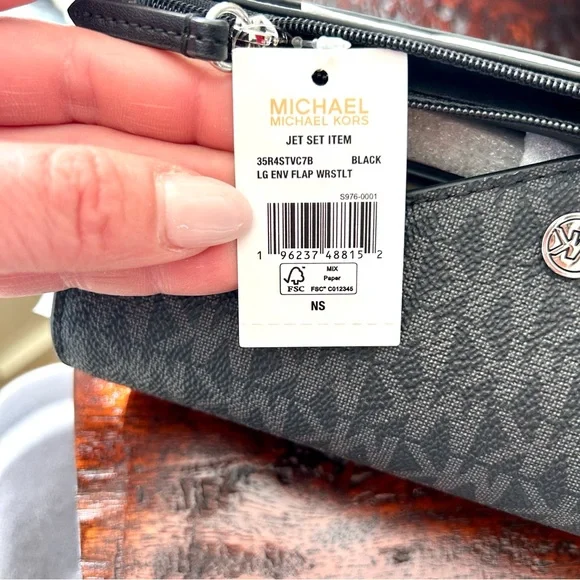 MICHAEL
MICHAEL KORS
JET SET ITEM
35R4STVC7B BLACK
LG ENV FLAP WRSTLT
S976-0001
1 96237 48815 2
FSC
MIX
Paper
FSC® C012345
NS